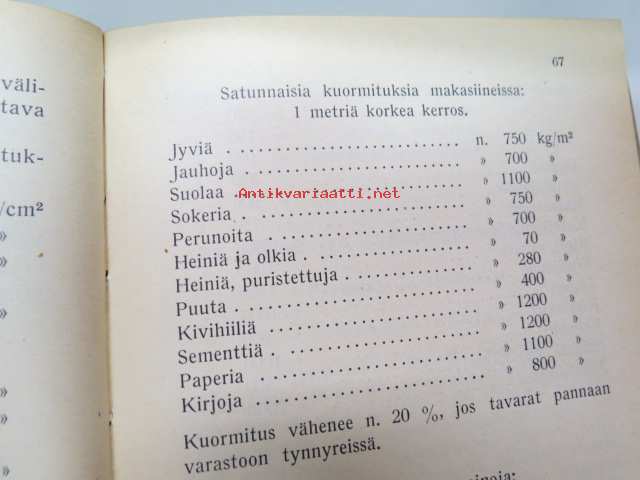 väli-
tava
tuk-
/cm²
»
»
»
»
»
»
»
67
Satunnaisia kuormituksia makasiineissa:
1 metriä korkea kerros.
Jyviä . . . . . . . . . . . . . . . . . . . . . . . . n. 750 kg/m²
Jauhoja . . . . . . . . . . . . . . . . . . . . . . » 700 »
Suolaa . . . . . . . . . . . . . . . . . . . . . . . » 1100 »
Antikvariaatti.net
Sokeria . . . . . . . . . . . . . . . . . . . . . . » 750 »
Perunoita . . . . . . . . . . . . . . . . . . . . » 700 »
Heiniä ja olkia . . . . . . . . . . . . . . . » 70 »
Heiniä, puristettuja . . . . . . . . . . . » 280 »
Puuta . . . . . . . . . . . . . . . . . . . . . . . . » 400 »
Kivihiiliä . . . . . . . . . . . . . . . . . . . . . » 1200 »
Sementtiä . . . . . . . . . . . . . . . . . . . . » 1200 »
Paperia . . . . . . . . . . . . . . . . . . . . . . » 1100 »
Kirjoja . . . . . . . . . . . . . . . . . . . . . . . » 800 »
Kuormitus vähenee n. 20 %, jos tavarat pannaan
varastoon tynnyreissä.